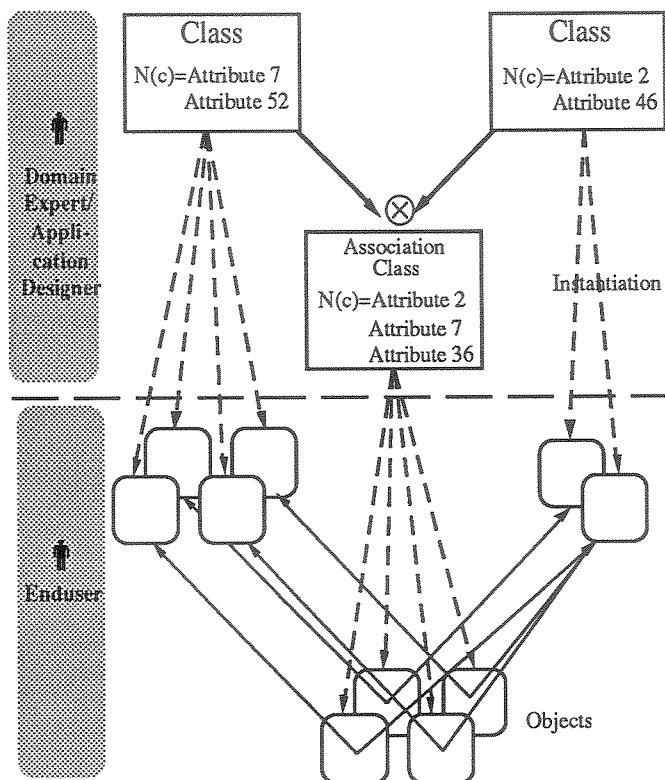 Class
N(c)=Attribute 7
Attribute 52
Class
N(c)=Attribute 2
Attribute 46
Domain
Expert/
Appli-
cation
Designer
Association
Class
N(c)=Attribute 2
Attribute 7
Attribute 36
Instantiation
Enduser
Objects